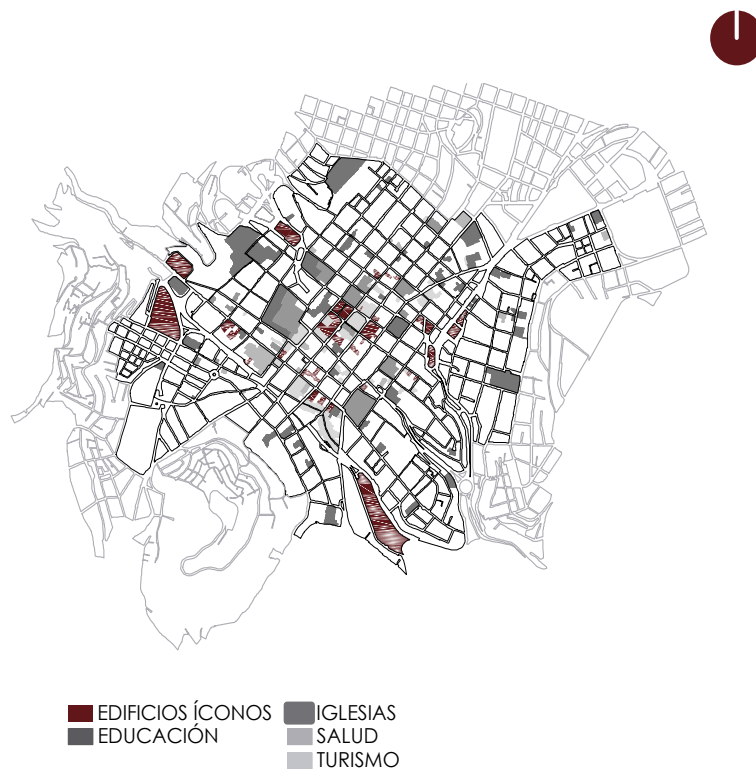 EDIFICIOS ÍCONOS
EDUCACIÓN
IGLESIAS
SALUD
TURISMO